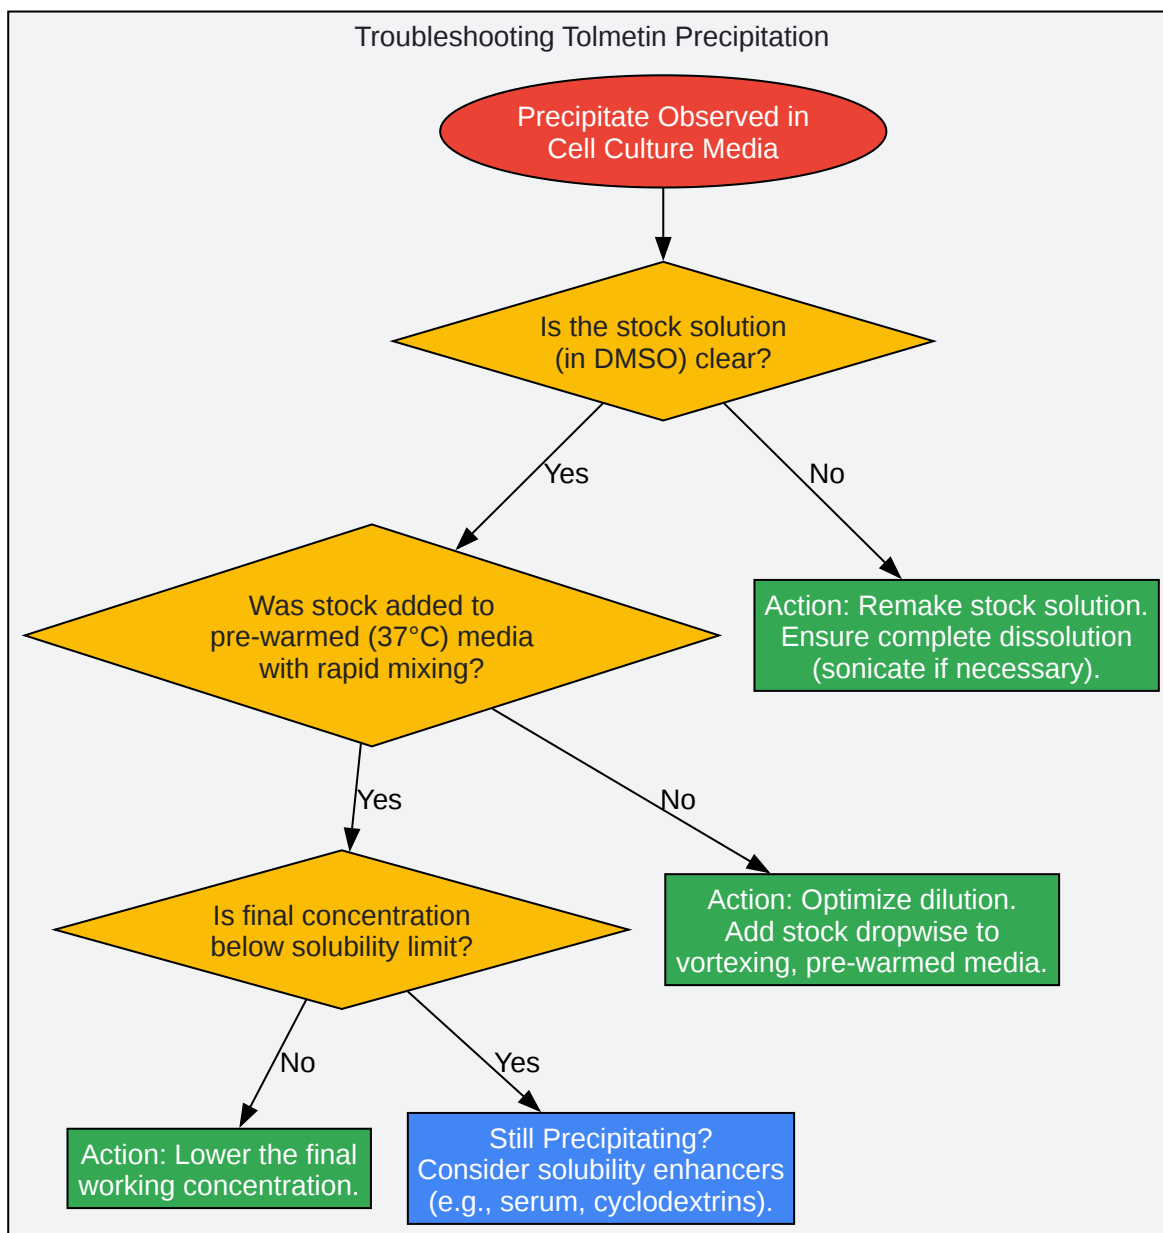 Troubleshooting Tolmetin Precipitation
Precipitate Observed in
Cell Culture Media
Is the stock solution
(in DMSO) clear?
Yes
No
Was stock added to
pre-warmed (37°C) media
with rapid mixing?
Action: Remake stock solution.
Ensure complete dissolution
(sonicate if necessary).
Yes
No
Is final concentration
below solubility limit?
Action: Optimize dilution.
Add stock dropwise to
vortexing, pre-warmed media.
No
Yes
Action: Lower the final
working concentration.
Still Precipitating?
Consider solubility enhancers
(e.g., serum, cyclodextrins).